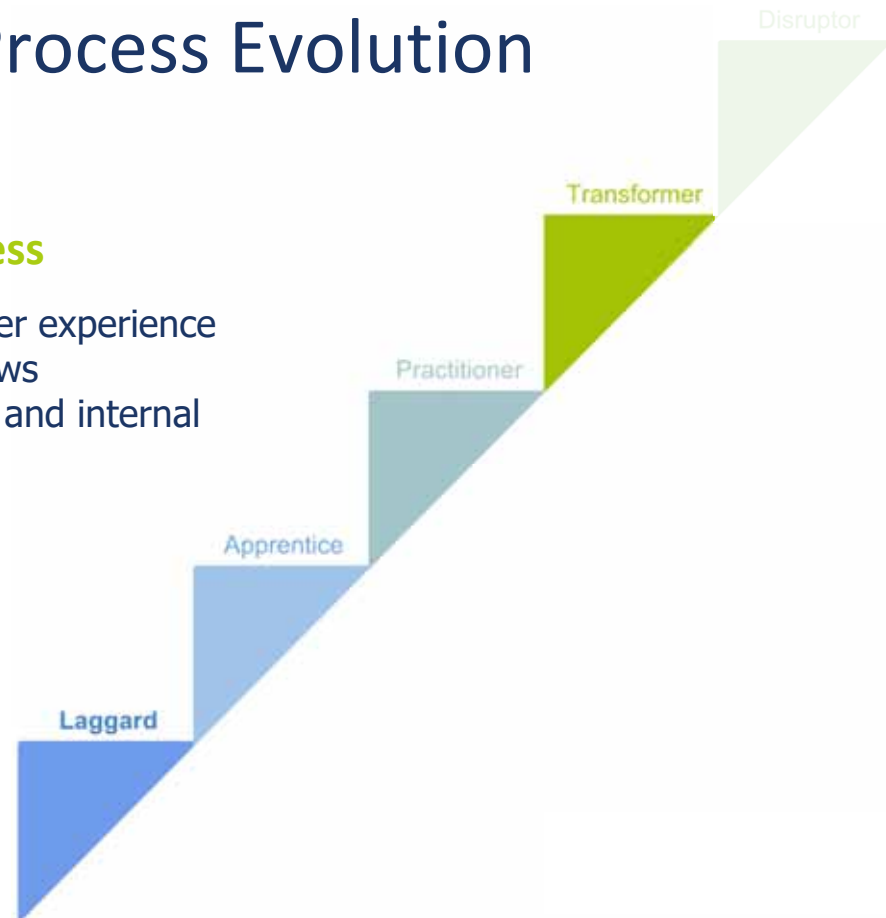 rocess Evolution
Disruptor
Transformer
ess
er experience
ws
and internal
Practitioner
Apprentice
Laggard